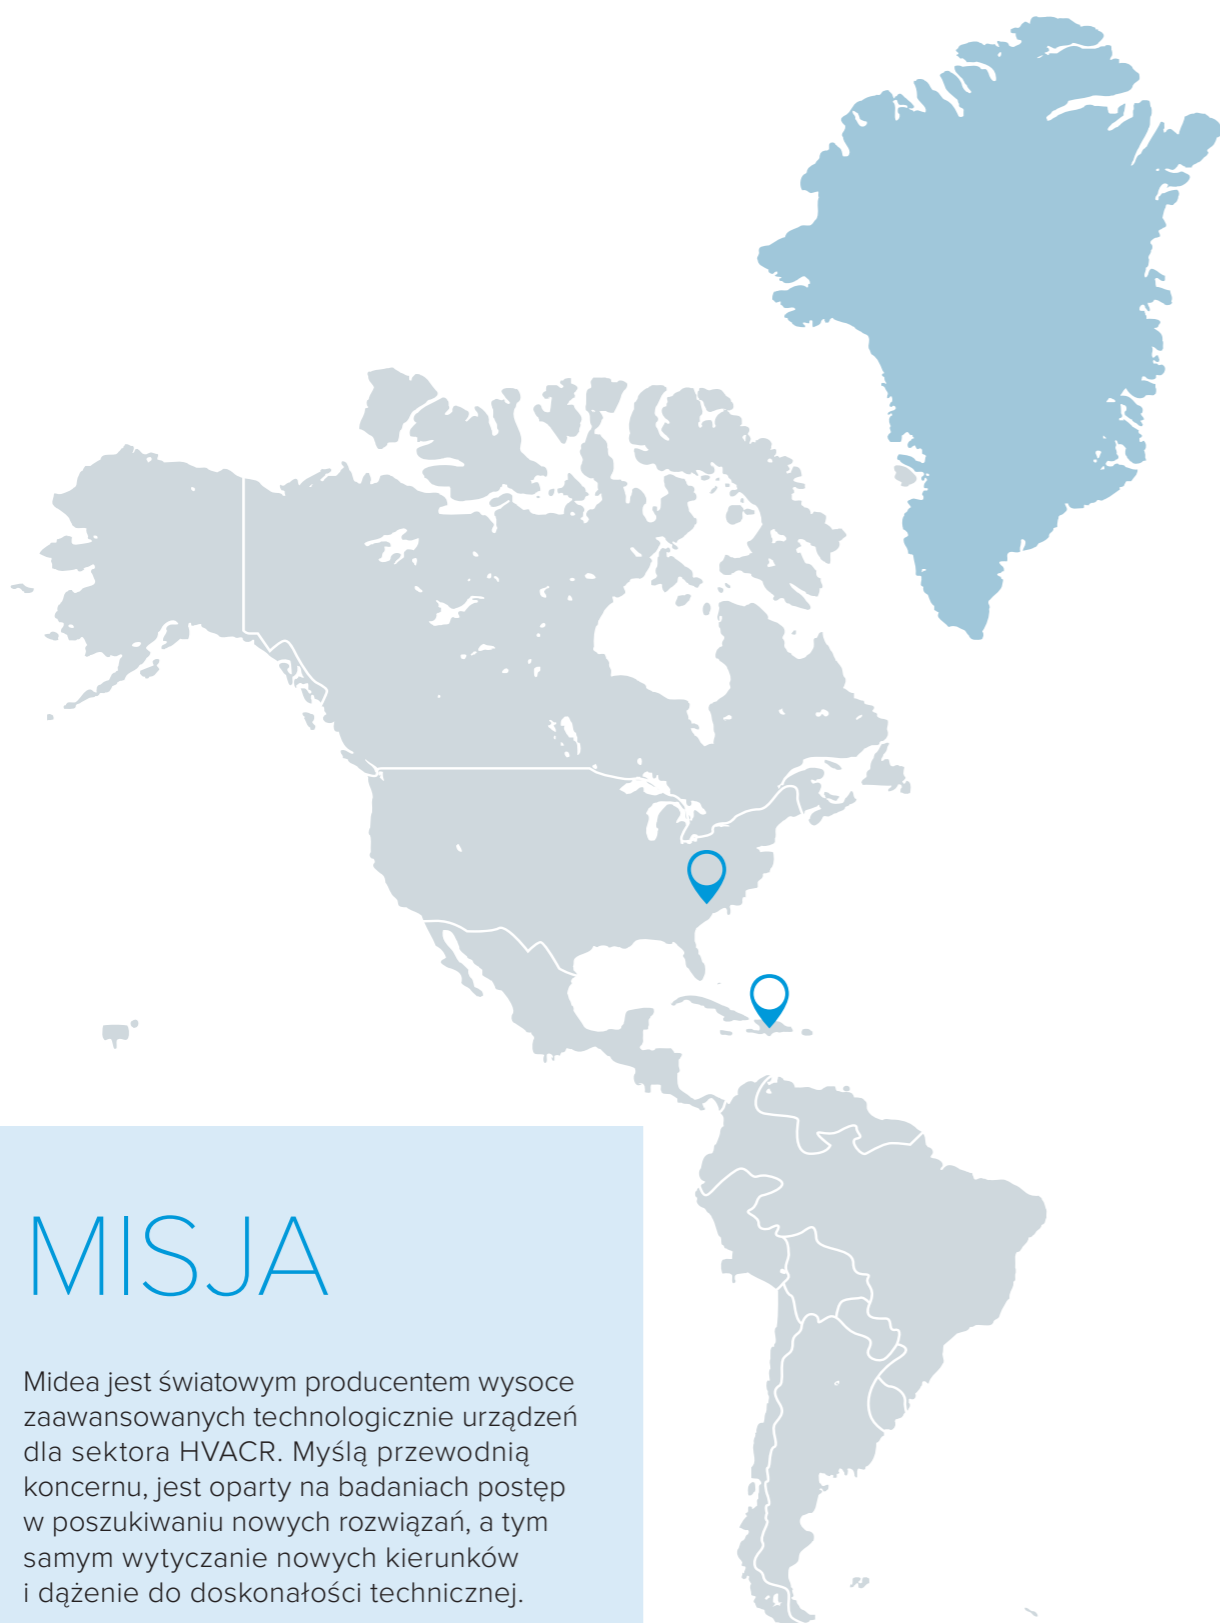 MISJA
Midea jest światowym producentem wysoce
zaawansowanych technologicznie urządzeń
dla sektora HVACR. Myślą przewodnią
koncernu, jest oparty na badaniach postęp
w poszukiwaniu nowych rozwiązań, a tym
samym wytyczanie nowych kierunków
i dążenie do doskonałości technicznej.